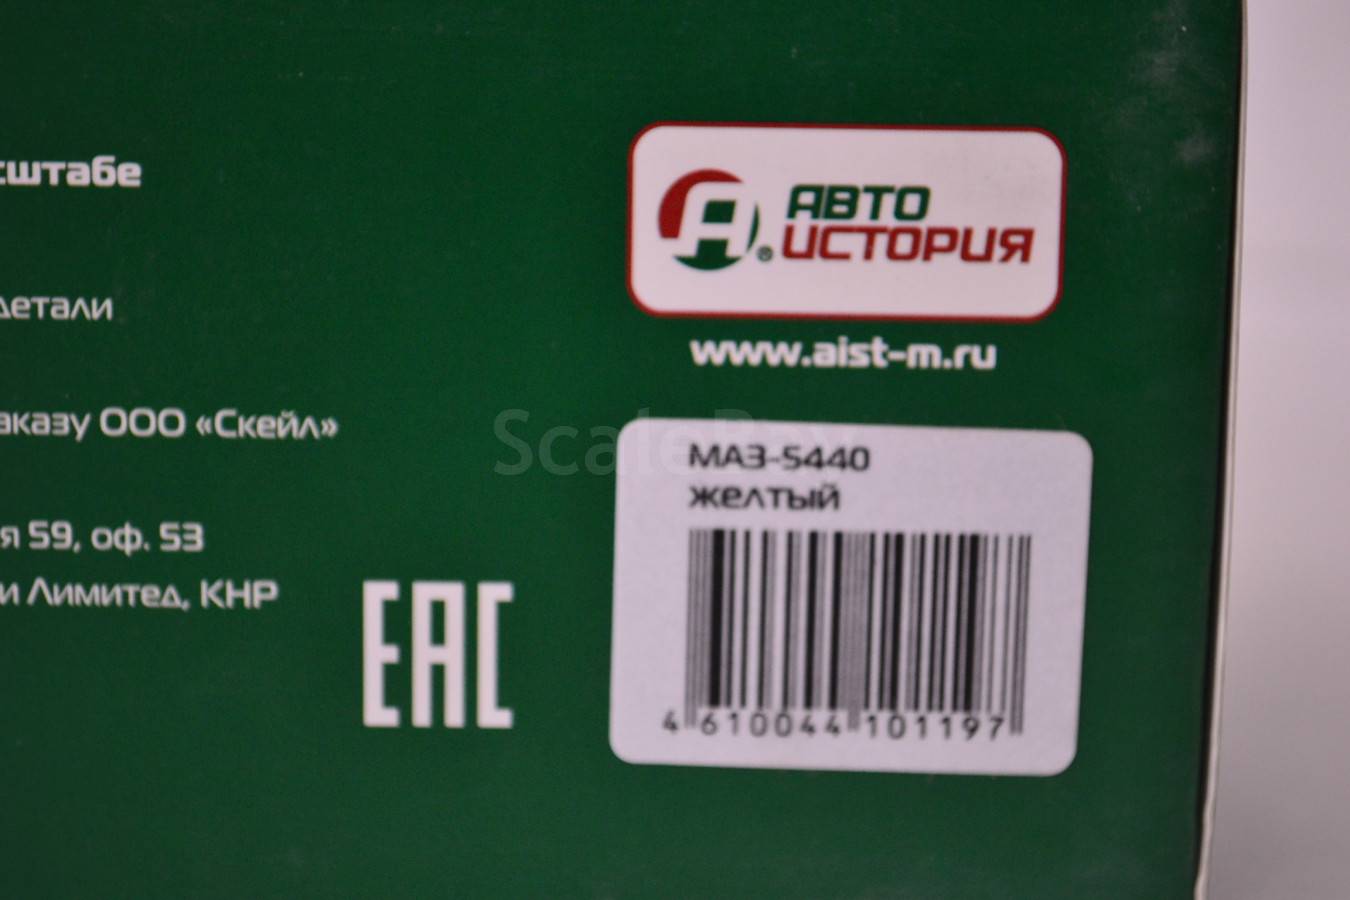 сштабе
детали
аказу ООО «Скейл»
я 59, оф. 53
и Лимитед, КНР
ЕАС
А® АВТО
ИСТОРИЯ
www.aist-m.ru
МАЗ-5440
желтый
4 610044 101197